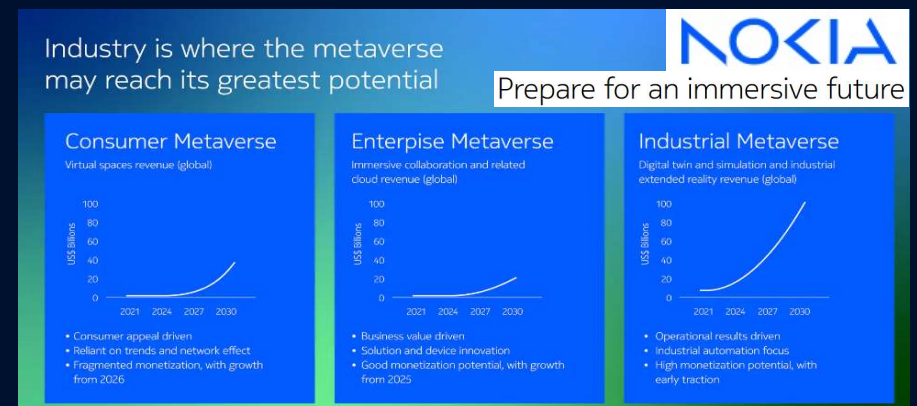 Industry is where the metaverse
may reach its greatest potential
NOKIA
Prepare for an immersive future
Consumer Metaverse
Virtual spaces revenue (global)
US$ Billions
100
80
60
40
20
0
2021 2024 2027 2030
• Consumer appeal driven
• Reliant on trends and network effect
• Fragmented monetization, with growth
from 2026
Enterpise Metaverse
Immersive collaboration and related
cloud revenue (global)
US$ Billions
100
80
60
40
20
0
2021 2024 2027 2030
• Business value driven
• Solution and device innovation
• Good monetization potential, with growth
from 2025
Industrial Metaverse
Digital twin and simulation and industrial
extended reality revenue (global)
US$ Billions
100
80
60
40
20
0
2021 2024 2027 2030
• Operational results driven
• Industrial automation focus
• High monetization potential, with
early traction